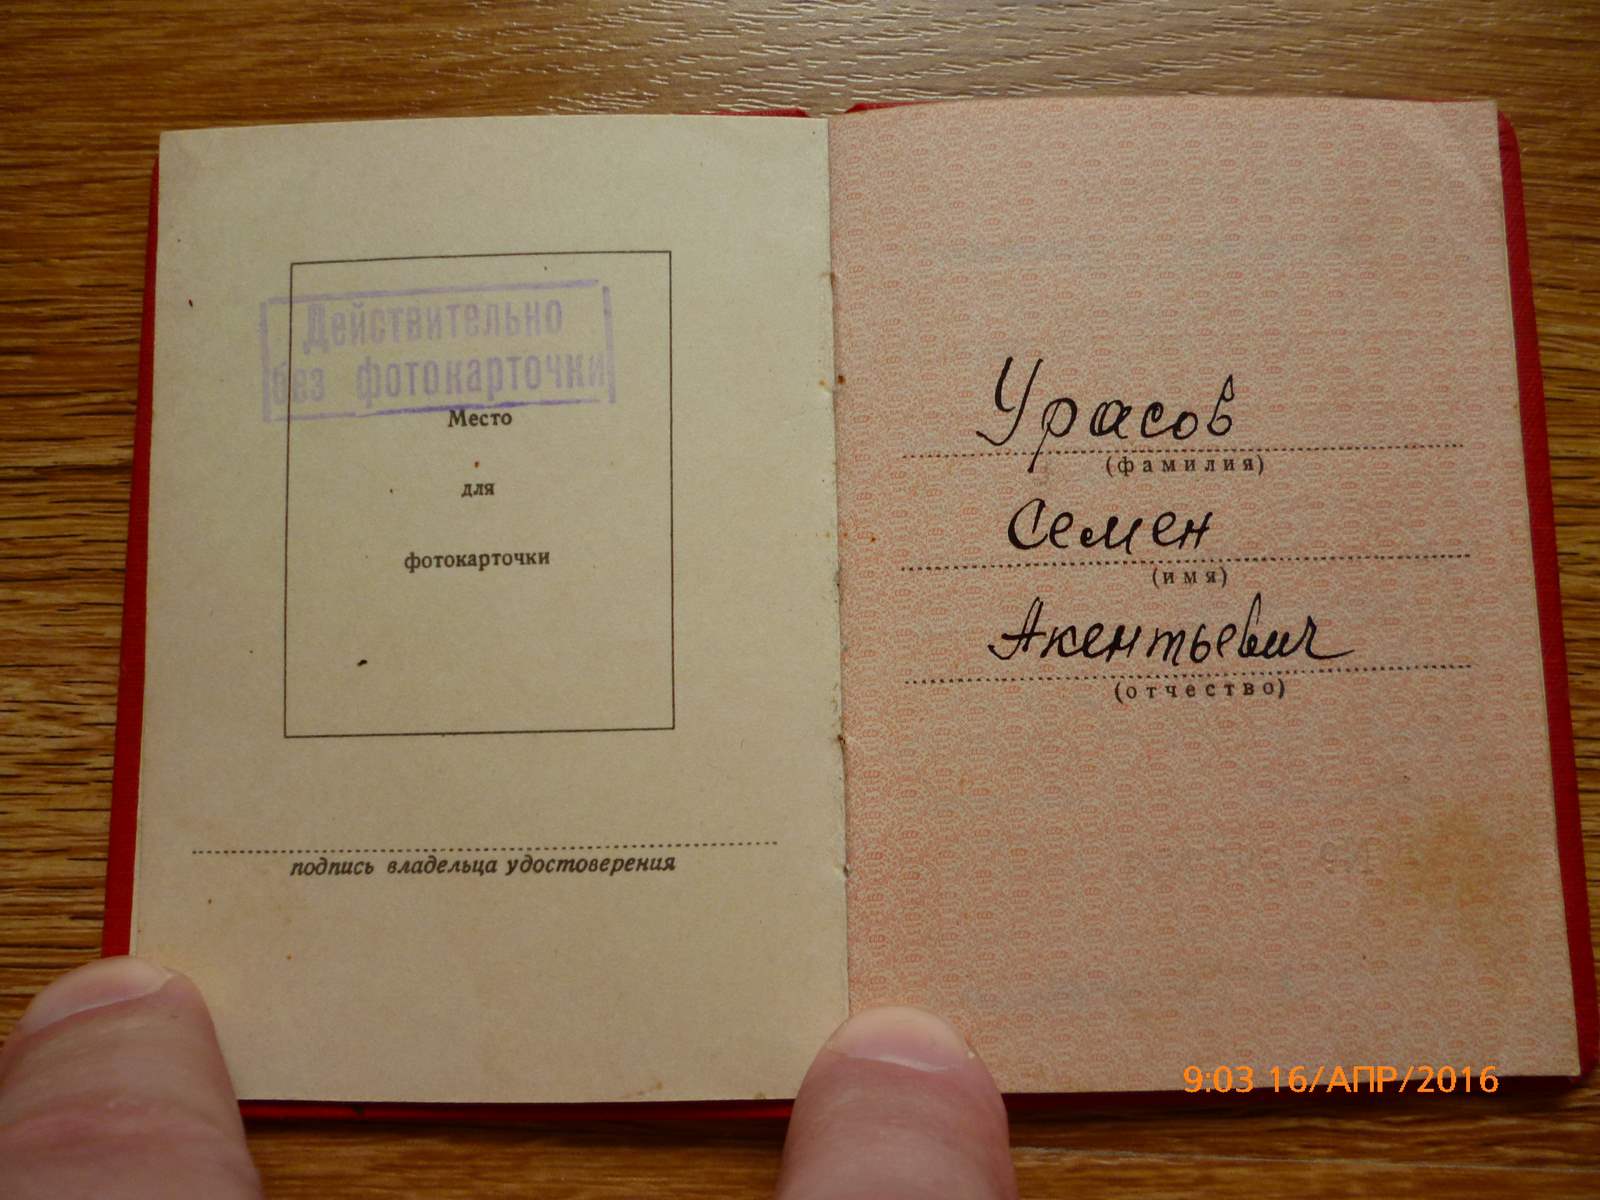 Действительно
без фотокарточки
Место
для
фотокарточки
подпись владельца удостоверения
Урасов
(фамилия)
Семен
(имя)
Акентьевич
(отчество)
9:03 16/АПР/2016